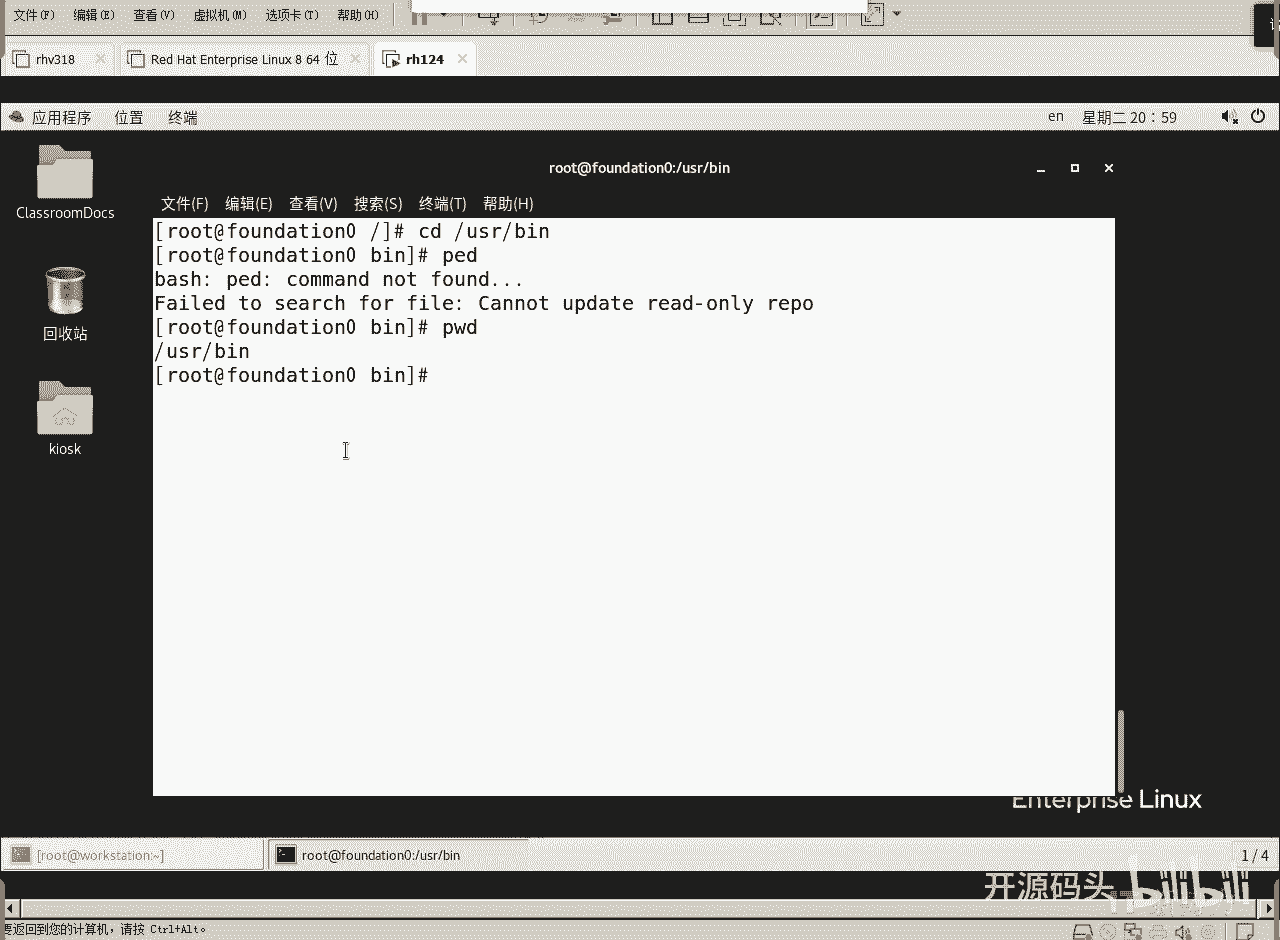 文件(F) 编辑(E) 查看(V) 虚拟机(M) 选项卡(T) 帮助(H)
rhv318 Red Hat Enterprise Linux 8 64 位 rh124
应用程序 位置 终端 en 星期二 20：59
root@foundation0:/usr/bin
ClassroomDocs
文件(F) 编辑(E) 查看(V) 搜索(S) 终端(T) 帮助(H)
[root@foundation0 /]# cd /usr/bin
[root@foundation0 bin]# ped
bash: ped: command not found...
Failed to search for file: Cannot update read-only repo
[root@foundation0 bin]# pwd
/usr/bin
[root@foundation0 bin]#
回收站
kiosk
Enterprise Linux
[root@workstation:~] root@foundation0:/usr/bin 1 / 4
开源码头 bilibili
要返回到您的计算机，请按 Ctrl+Alt。